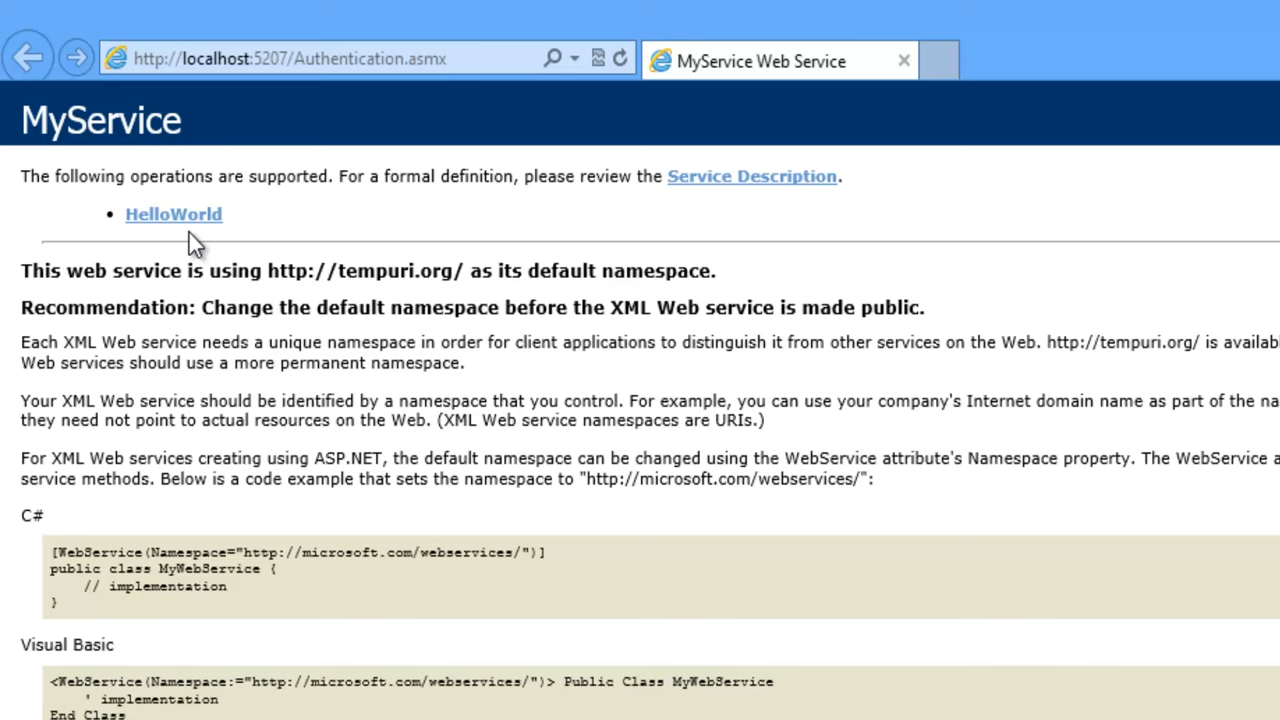 http://localhost:5207/Authentication.asmx
MyService Web Service
MyService
The following operations are supported. For a formal definition, please review the Service Description.
• HelloWorld
This web service is using http://tempuri.org/ as its default namespace.
Recommendation: Change the default namespace before the XML Web service is made public.
Each XML Web service needs a unique namespace in order for client applications to distinguish it from other services on the Web. http://tempuri.org/ is
Web services should use a more permanent namespace.
Your XML Web service should be identified by a namespace that you control. For example, you can use your company's Internet domain name as part of the
they need not point to actual resources on the Web. (XML Web service namespaces are URIs.)
For XML Web services creating using ASP.NET, the default namespace can be changed using the WebService attribute's Namespace property. The WebService
service methods. Below is a code example that sets the namespace to "http://microsoft.com/webservices/":
C#
[WebService(Namespace="http://microsoft.com/webservices/")]
public class MyWebService {
// implementation
}
Visual Basic
<WebService(Namespace:="http://microsoft.com/webservices/")> Public Class MyWebService
' implementation
End Class